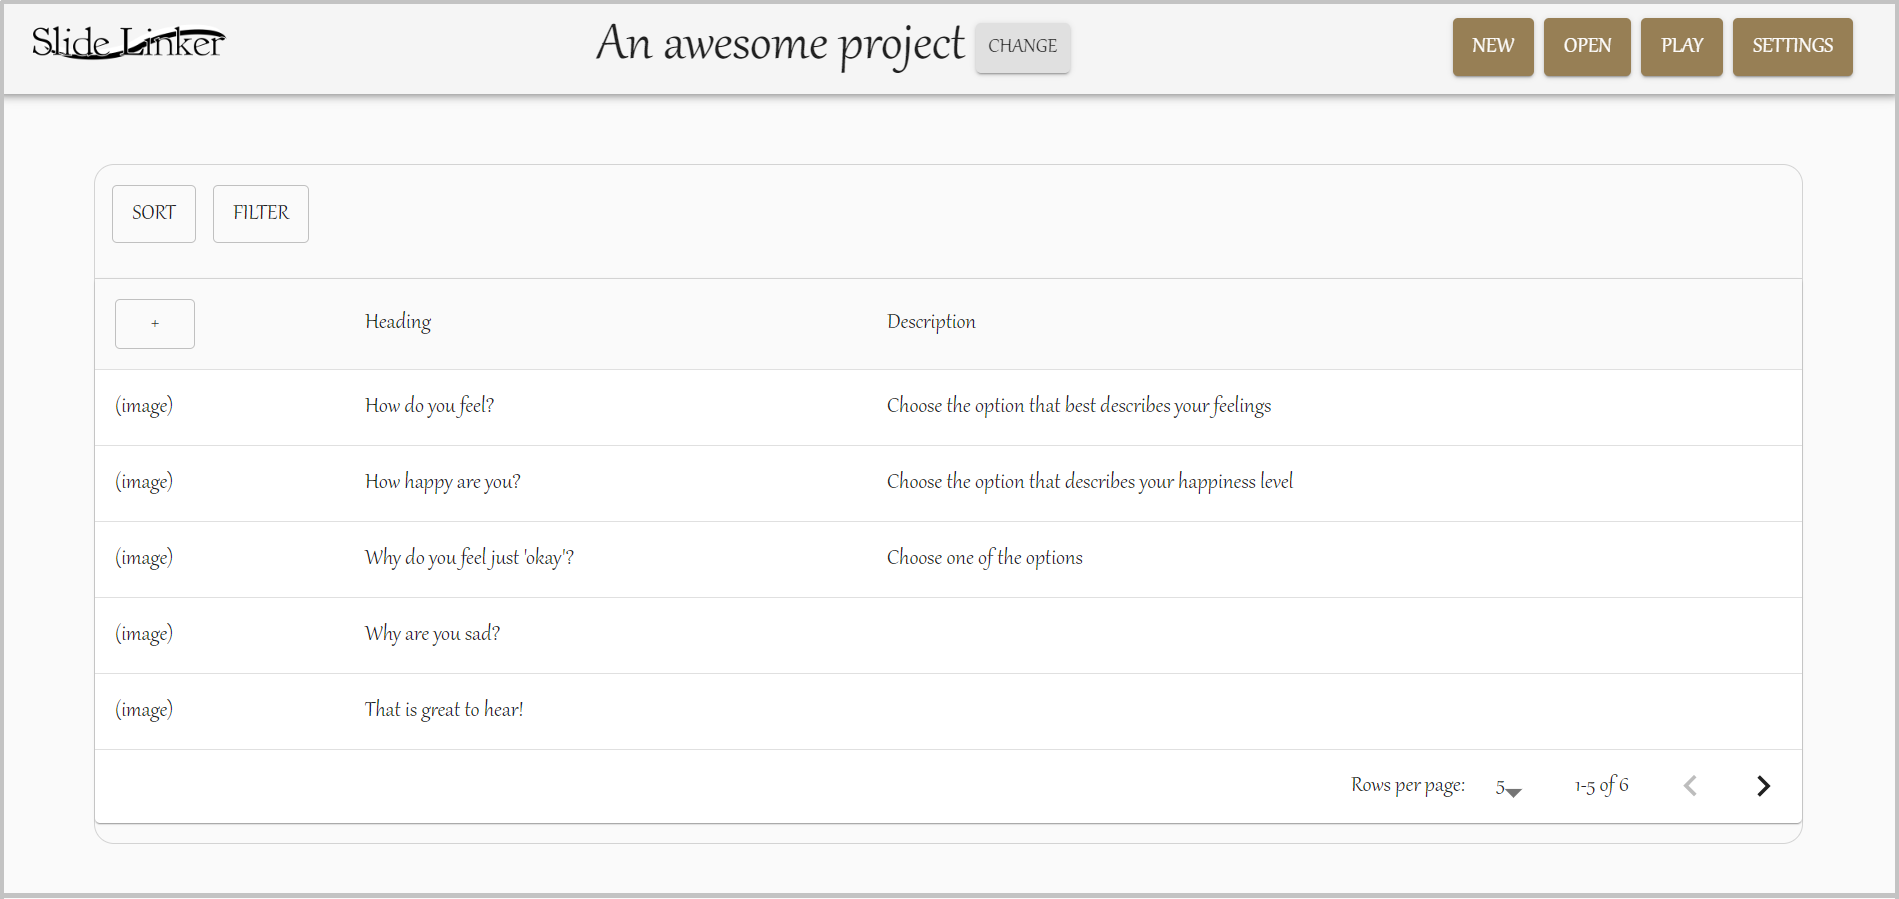 Slide Linker
An awesome project CHANGE
NEW OPEN PLAY SETTINGS
SORT FILTER
+ Heading Description
(image) How do you feel? Choose the option that best describes your feelings
(image) How happy are you? Choose the option that describes your happiness level
(image) Why do you feel just 'okay'? Choose one of the options
(image) Why are you sad?
(image) That is great to hear!
Rows per page: 5 1-5 of 6